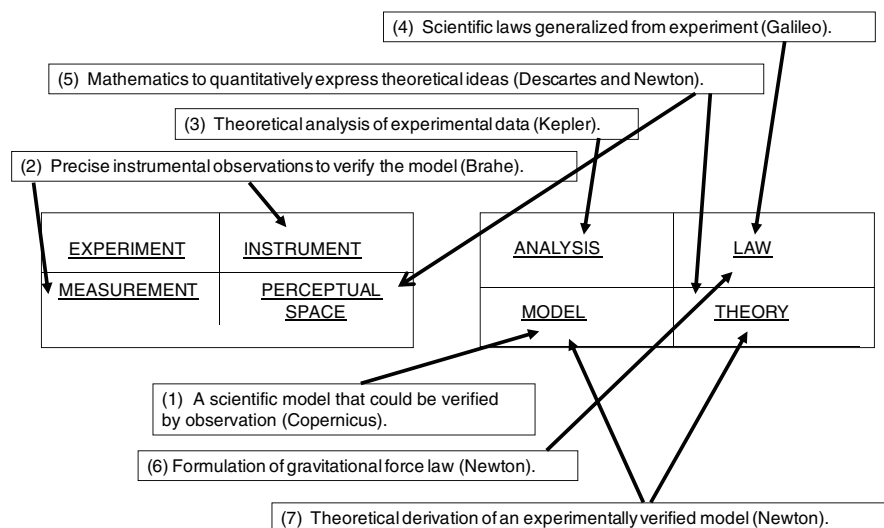 (4) Scientific laws generalized from experiment (Galileo).
(5) Mathematics to quantitatively express theoretical ideas (Descartes and Newton).
(3) Theoretical analysis of experimental data (Kepler).
(2) Precise instrumental observations to verify the model (Brahe).
EXPERIMENT
INSTRUMENT
MEASUREMENT
PERCEPTUAL
SPACE
ANALYSIS
LAW
MODEL
THEORY
(1) A scientific model that could be verified
by observation (Copernicus).
(6) Formulation of gravitational force law (Newton).
(7) Theoretical derivation of an experimentally verified model (Newton).